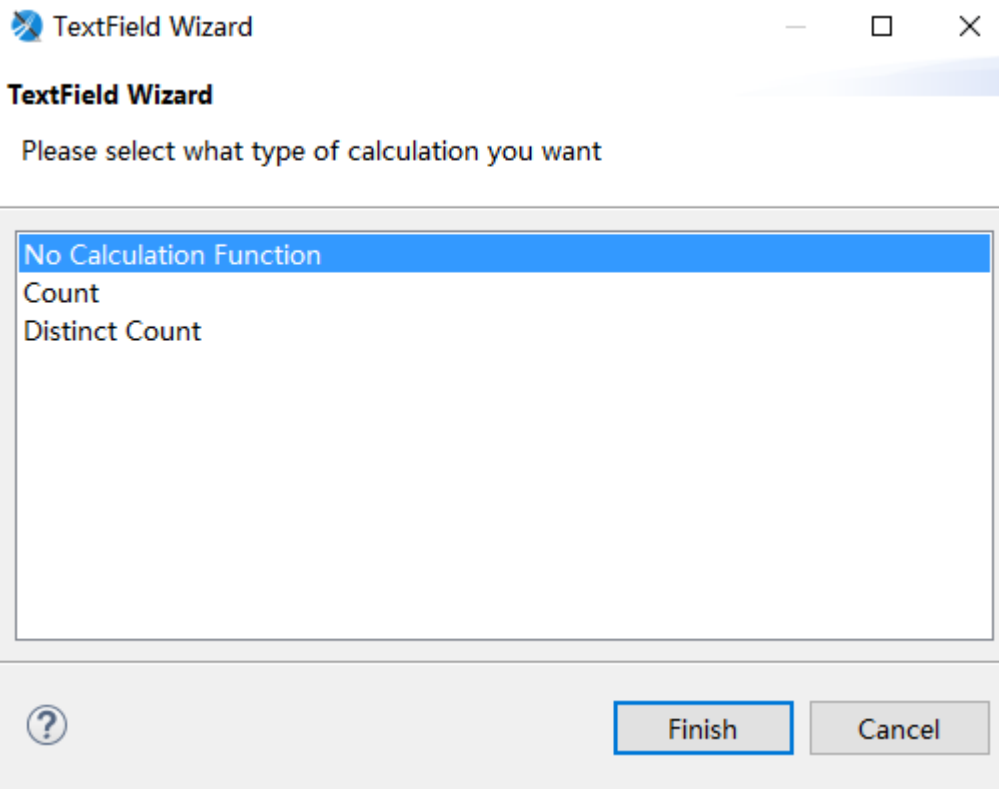 TextField Wizard
TextField Wizard
Please select what type of calculation you want
No Calculation Function
Count
Distinct Count
?
Finish
Cancel